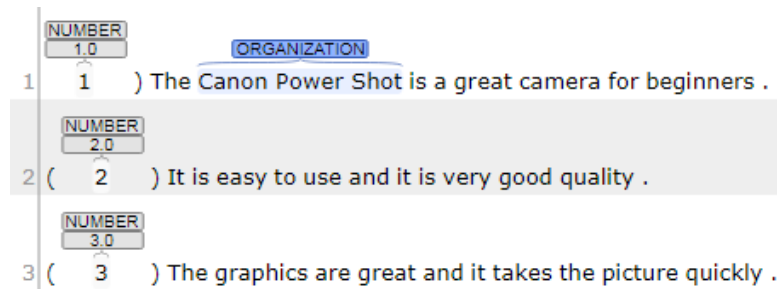 NUMBER
1.0 ORGANIZATION
1 1 ) The Canon Power Shot is a great camera for beginners .
NUMBER
2.0
2 ( 2 ) It is easy to use and it is very good quality .
NUMBER
3.0
3 ( 3 ) The graphics are great and it takes the picture quickly .